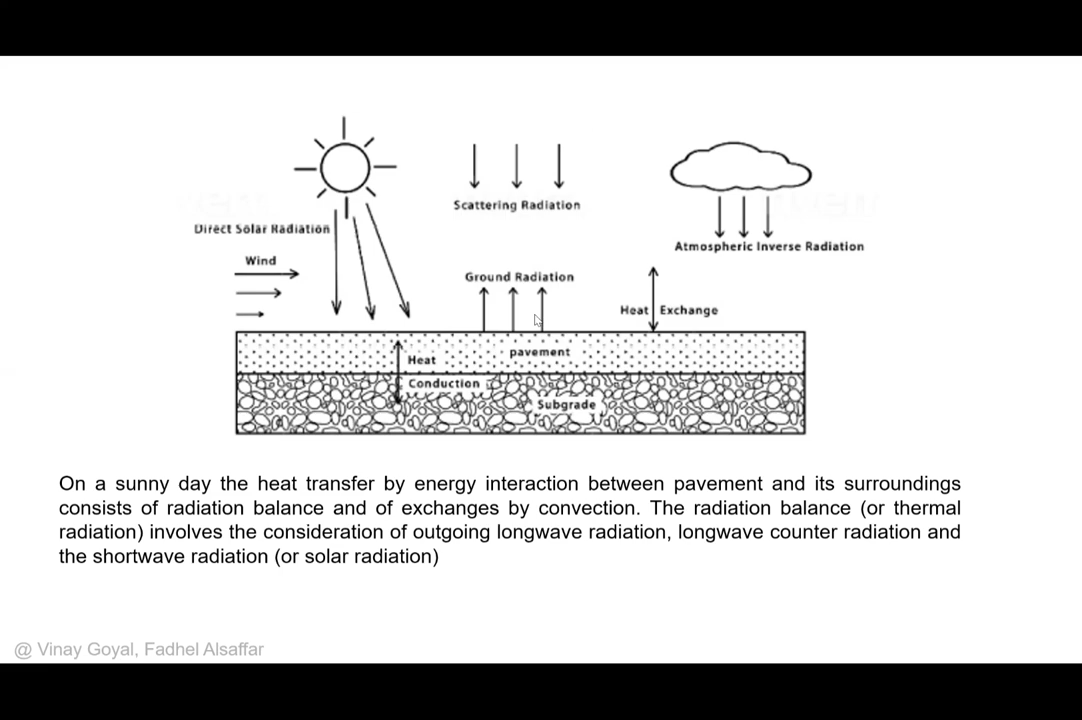 Direct Solar Radiation
Scattering Radiation
Atmospheric Inverse Radiation
Wind
Ground Radiation
Heat Exchange
pavement
Heat
Conduction
Subgrade
On a sunny day the heat transfer by energy interaction between pavement and its surroundings
consists of radiation balance and of exchanges by convection. The radiation balance (or thermal
radiation) involves the consideration of outgoing longwave radiation, longwave counter radiation and
the shortwave radiation (or solar radiation)
@ Vinay Goyal, Fadhel Alsaffar